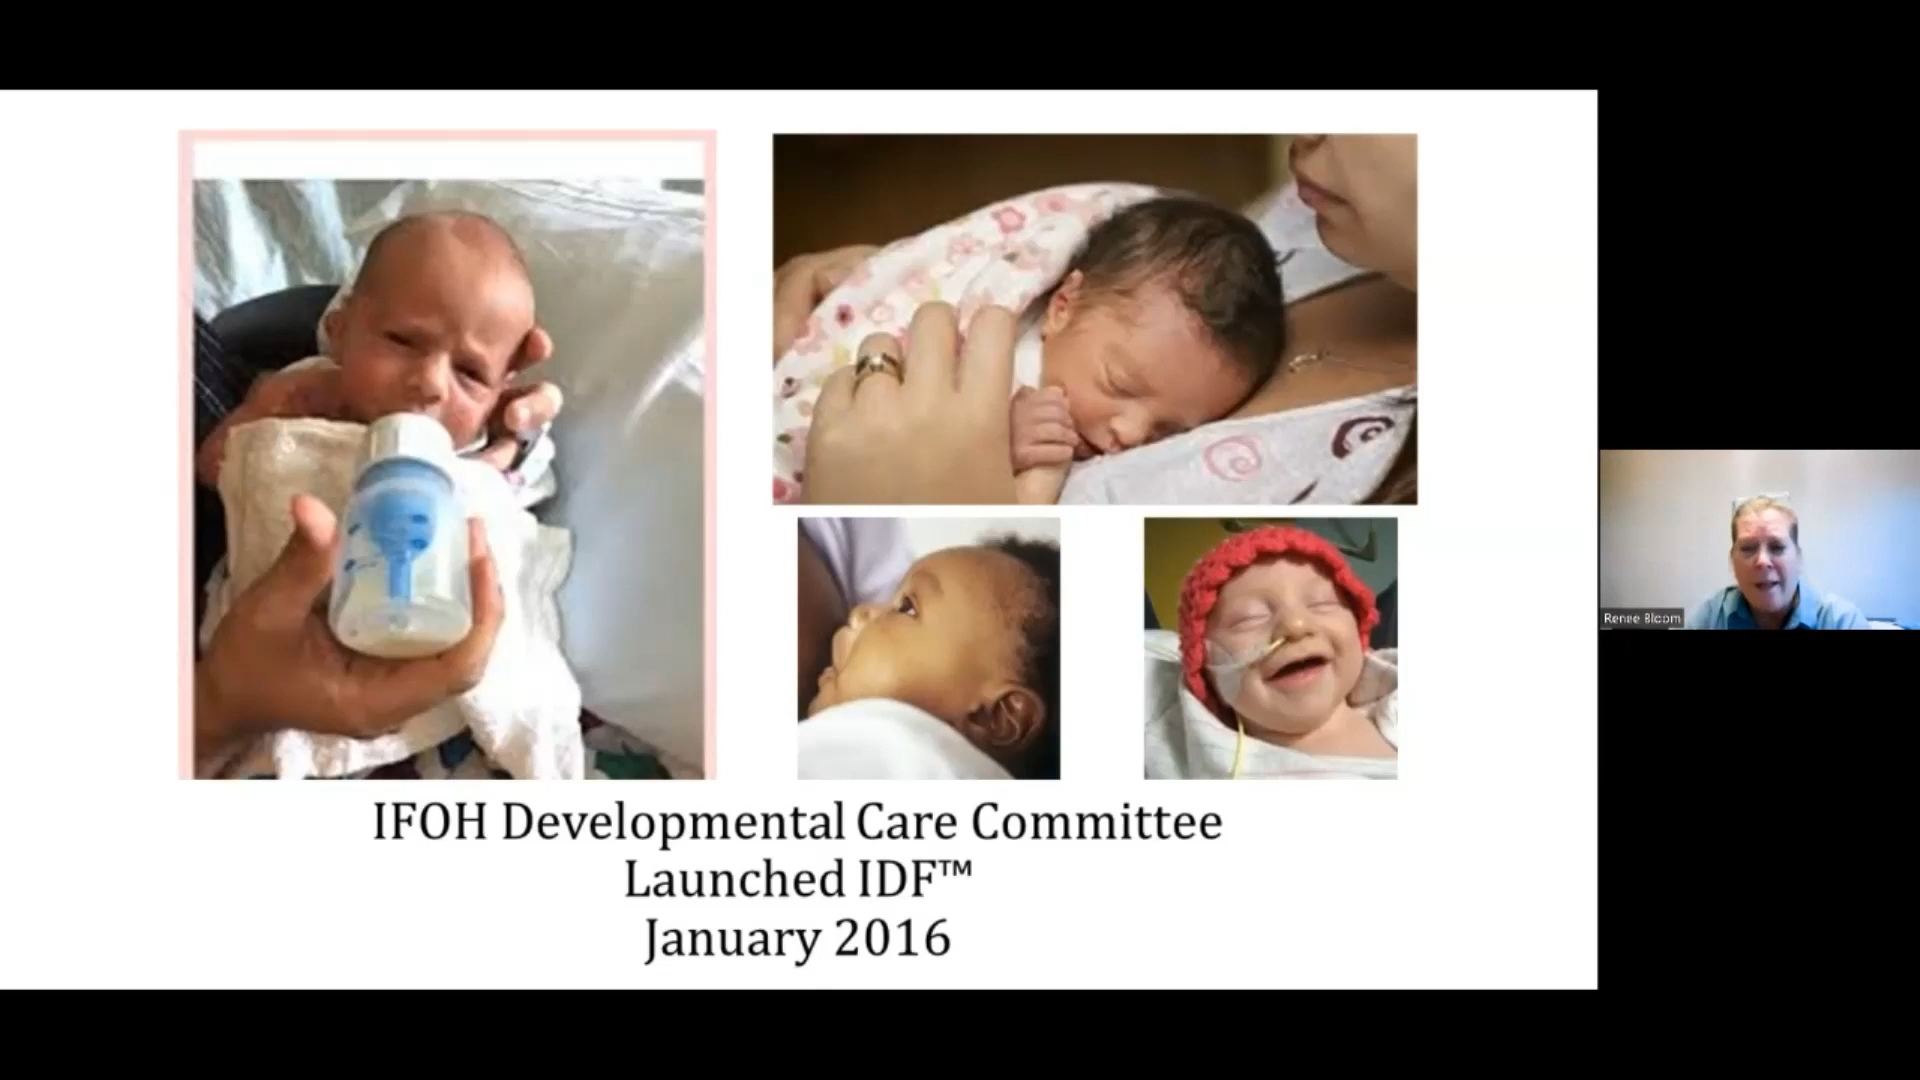 IFOH Developmental Care Committee
Launched IDF™
January 2016
Renee Bloom